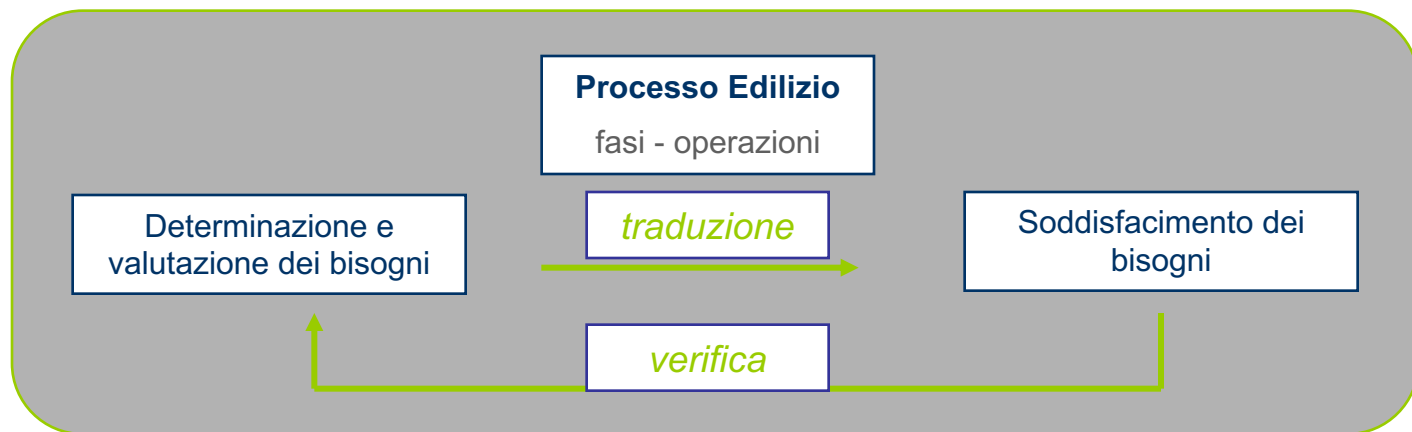 Processo Edilizio
fasi - operazioni
Determinazione e
valutazione dei bisogni
traduzione
Soddisfacimento dei
bisogni
verifica